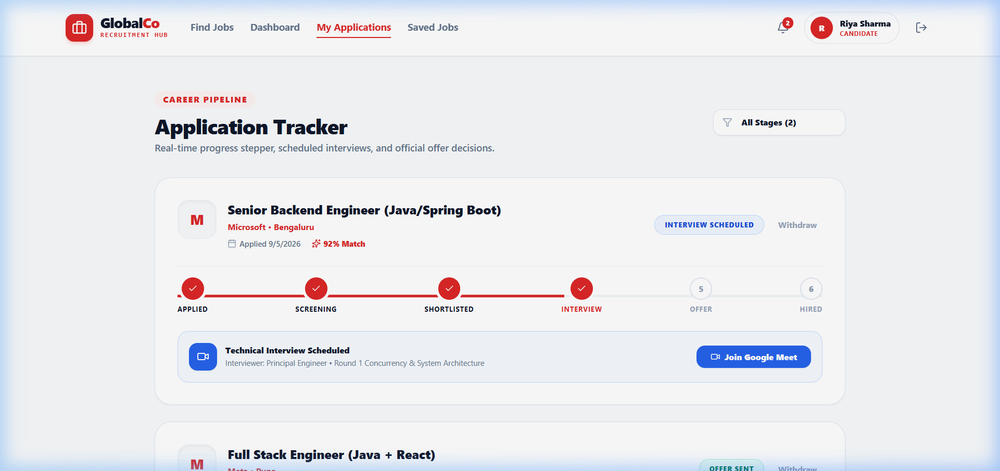 GlobalCo
RECRUITMENT HUB
Find Jobs
Dashboard
My Applications
Saved Jobs
2
R
Riya Sharma
CANDIDATE
CAREER PIPELINE
Application Tracker
Real-time progress stepper, scheduled interviews, and official offer decisions.
All Stages (2)
M
Senior Backend Engineer (Java/Spring Boot)
Microsoft • Bengaluru
Applied 9/5/2026
92% Match
INTERVIEW SCHEDULED
Withdraw
5
6
APPLIED
SCREENING
SHORTLISTED
INTERVIEW
OFFER
HIRED
Technical Interview Scheduled
Interviewer: Principal Engineer • Round 1 Concurrency & System Architecture
Join Google Meet
M
Full Stack Engineer (Java + React)
Meta • Pune
OFFER SENT
Withdraw